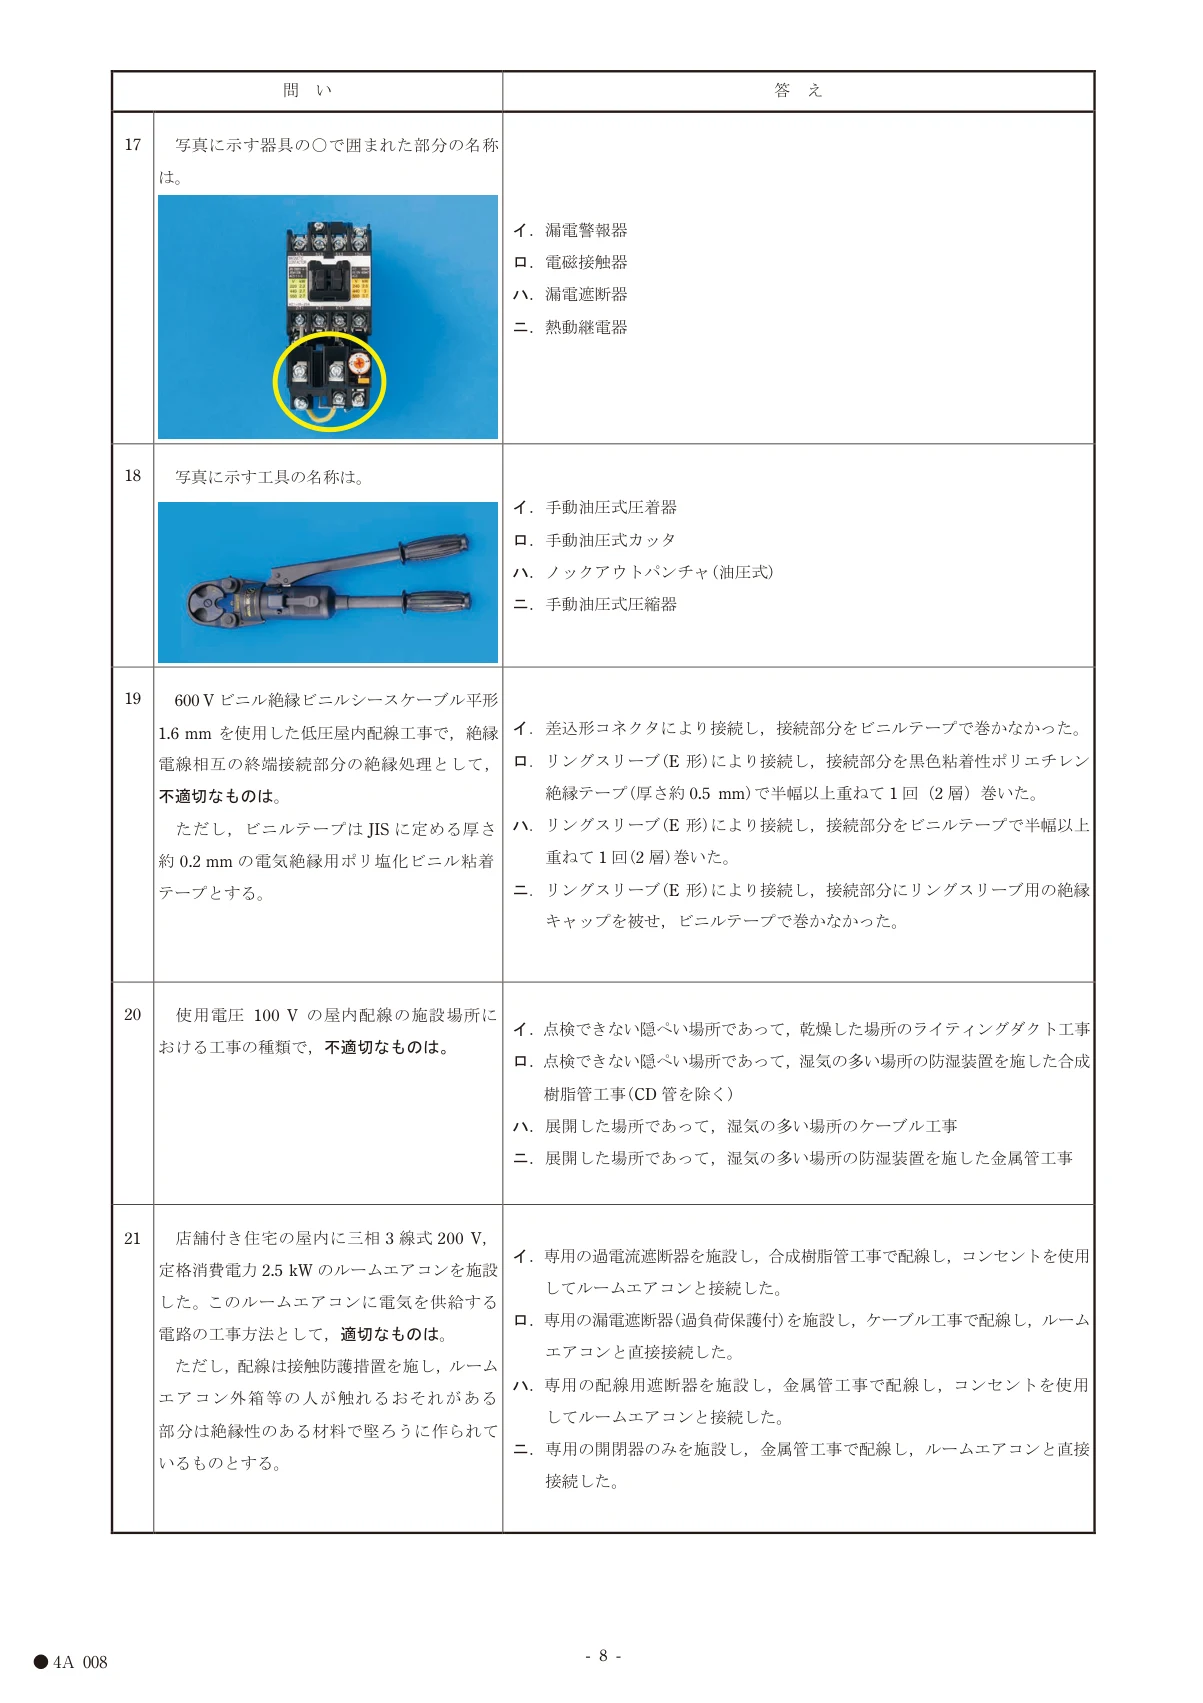 問　い
答　え
17
写真に示す器具の○で囲まれた部分の名称
は。
イ．漏電警報器
ロ．電磁接触器
ハ．漏電遮断器
ニ．熱動継電器
18
写真に示す工具の名称は。
イ．手動油圧式圧着器
ロ．手動油圧式カッタ
ハ．ノックアウトパンチャ(油圧式)
ニ．手動油圧式圧縮器
19
600 V ビニル絶縁ビニルシースケーブル平形
1.6 mm を使用した低圧屋内配線工事で，絶縁
電線相互の終端接続部分の絶縁処理として，
不適切なものは。
ただし，ビニルテープは JIS に定める厚さ
約 0.2 mm の電気絶縁用ポリ塩化ビニル粘着
テープとする。
イ．差込形コネクタにより接続し，接続部分をビニルテープで巻かなかった。
ロ．リングスリーブ(E 形)により接続し，接続部分を黒色粘着性ポリエチレン
絶縁テープ(厚さ約 0.5 mm)で半幅以上重ねて 1 回（2 層）巻いた。
ハ．リングスリーブ(E 形)により接続し，接続部分をビニルテープで半幅以上
重ねて 1 回(2 層)巻いた。
ニ．リングスリーブ(E 形)により接続し，接続部分にリングスリーブ用の絶縁
キャップを被せ，ビニルテープで巻かなかった。
20
使用電圧 100 V の屋内配線の施設場所に
おける工事の種類で，不適切なものは。
イ．点検できない隠ぺい場所であって，乾燥した場所のライティングダクト工事
ロ．点検できない隠ぺい場所であって，湿気の多い場所の防湿装置を施した合成
樹脂管工事(CD 管を除く)
ハ．展開した場所であって，湿気の多い場所のケーブル工事
ニ．展開した場所であって，湿気の多い場所の防湿装置を施した金属管工事
21
店舗付き住宅の屋内に三相 3 線式 200 V，
定格消費電力 2.5 kW のルームエアコンを施設
した。このルームエアコンに電気を供給する
電路の工事方法として，適切なものは。
ただし，配線は接触防護措置を施し，ルーム
エアコン外箱等の人が触れるおそれがある
部分は絶縁性のある材料で堅ろうに作られて
いるものとする。
イ．専用の過電流遮断器を施設し，合成樹脂管工事で配線し，コンセントを使用
してルームエアコンと接続した。
ロ．専用の漏電遮断器(過負荷保護付)を施設し，ケーブル工事で配線し，ルーム
エアコンと直接接続した。
ハ．専用の配線用遮断器を施設し，金属管工事で配線し，コンセントを使用
してルームエアコンと接続した。
ニ．専用の開閉器のみを施設し，金属管工事で配線し，ルームエアコンと直接
接続した。
- 8 -
●4A 008